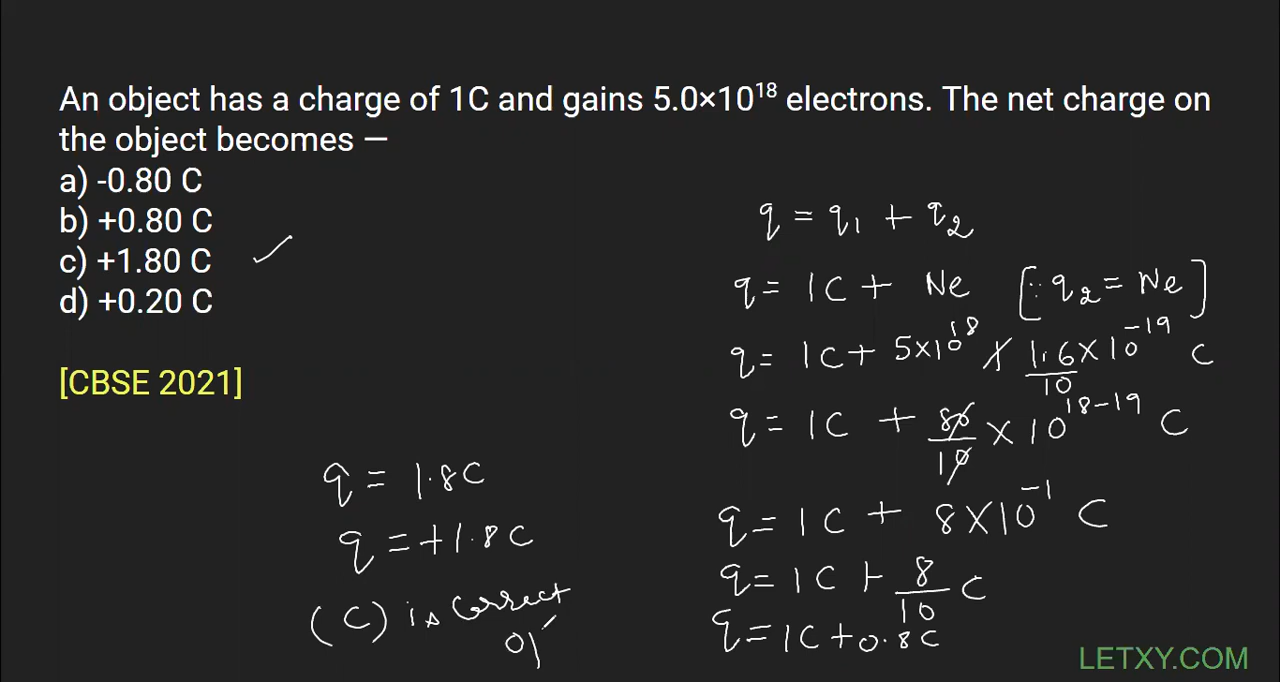 An object has a charge of 1C and gains 5.0×10¹⁸ electrons. The net charge on
the object becomes —
a) -0.80 C
b) +0.80 C
c) +1.80 C ✓
d) +0.20 C
[CBSE 2021]
q = q₁ + q₂
q = 1C + Ne [∵ q₂ = Ne]
q = 1C + 5×10¹⁸ × 1.6/10 × 10⁻¹⁹ C
q = 1C + 80/10 × 10¹⁸⁻¹⁹ C
q = 1C + 8×10⁻¹ C
q = 1C + 8/10 C
q = 1C + 0.8C
q = 1.8C
q = +1.8C
(C) is correct
LETXY.COM